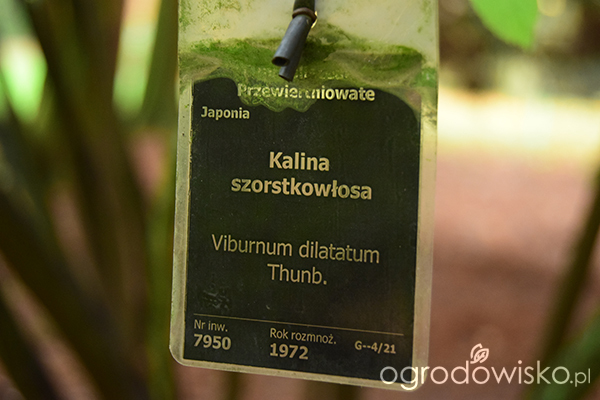 Przewiertniowate
Japonia
Kalina
szorstkowłosa
Viburnum dilatatum
Thunb.
Nr inw. Rok rozmnoż. G--4/21
7950 1972
ogrodowisko.pl